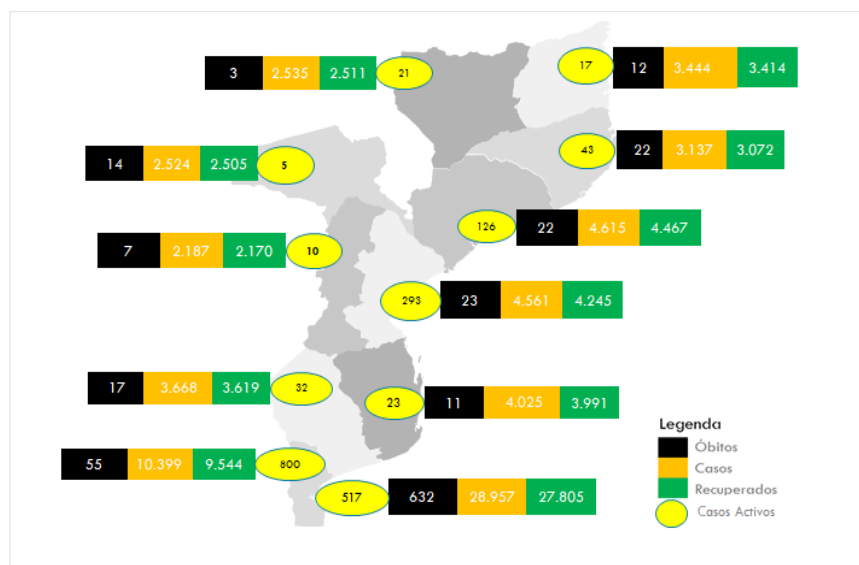 3 2.535 2.511 21
17 12 3.444 3.414
14 2.524 2.505 5
43 22 3.137 3.072
126 22 4.615 4.467
7 2.187 2.170 10
293 23 4.561 4.245
17 3.668 3.619 32
23 11 4.025 3.991
55 10.399 9.544 800
517 632 28.957 27.805
Legenda
Óbitos
Casos
Recuperados
Casos Activos